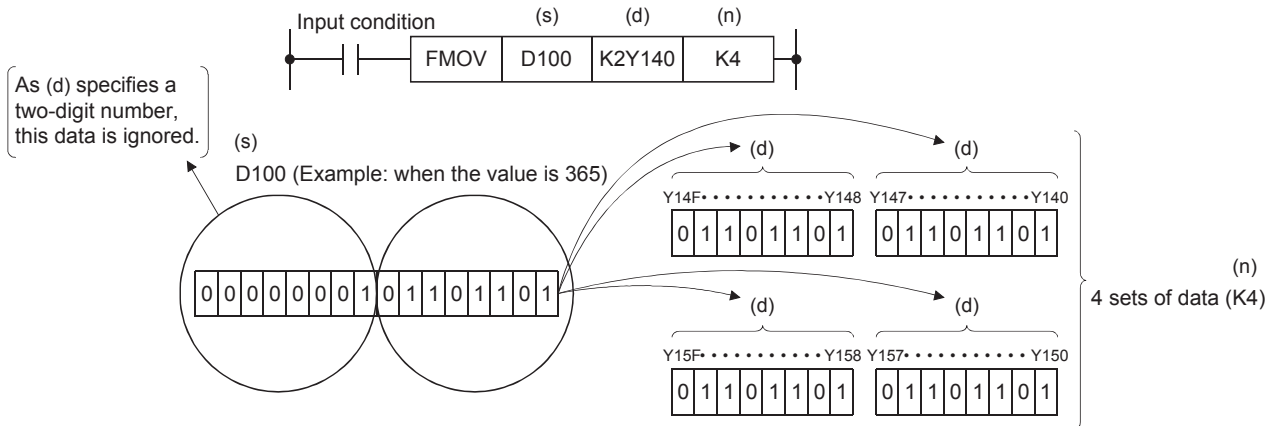 Input condition
(s) (d) (n)
FMOV D100 K2Y140 K4
As (d) specifies a
two-digit number,
this data is ignored.
(s)
D100 (Example: when the value is 365)
0 0 0 0 0 0 0 1 0 1 1 0 1 1 0 1
(d) (d)
Y14F•••••••••••Y148 Y147•••••••••••Y140
0 1 1 0 1 1 0 1 0 1 1 0 1 1 0 1
(d) (d)
Y15F•••••••••••Y158 Y157•••••••••••Y150
0 1 1 0 1 1 0 1 0 1 1 0 1 1 0 1
(n)
4 sets of data (K4)